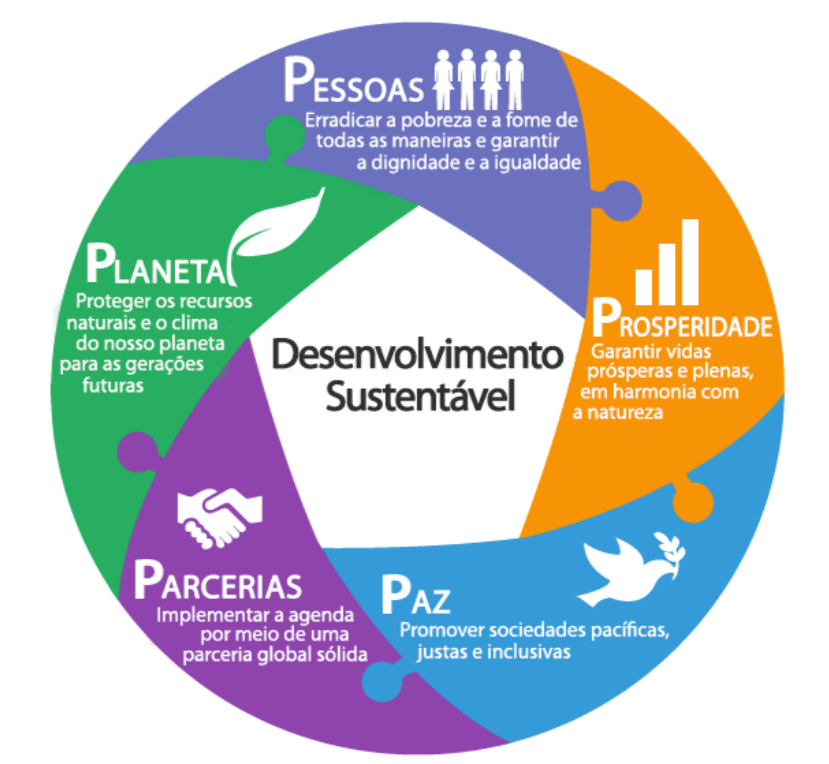 PESSOAS
Erradicar a pobreza e a fome de
todas as maneiras e garantir
a dignidade e a igualdade
PROSPERIDADE
Garantir vidas
prósperas e plenas,
em harmonia com
a natureza
PAZ
Promover sociedades pacíficas,
justas e inclusivas
PARCERIAS
Implementar a agenda
por meio de uma
parceria global sólida
PLANETA
Proteger os recursos
naturais e o clima
do nosso planeta
para as gerações
futuras
Desenvolvimento
Sustentável